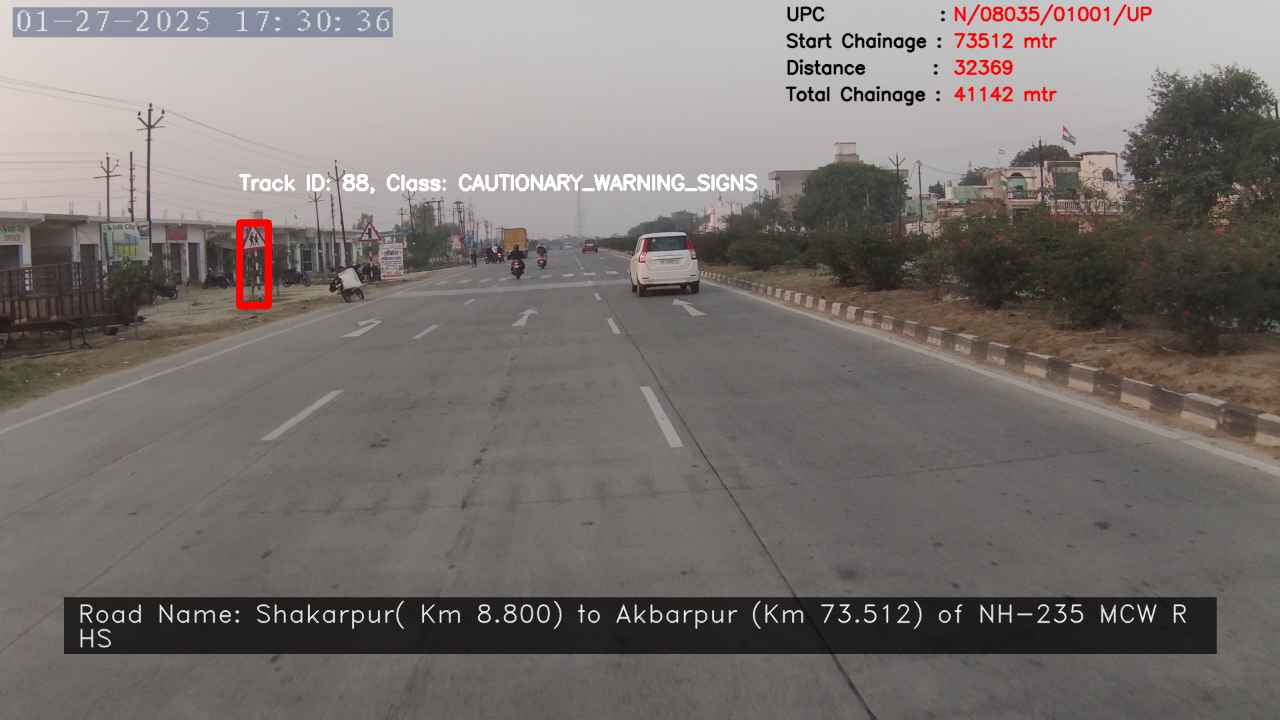 01-27-2025 17:30:36
UPC : N/08035/01001/UP
Start Chainage : 73512 mtr
Distance : 32369
Total Chainage : 41142 mtr
Track ID: 88, Class: CAUTIONARY_WARNING_SIGNS
Road Name: Shakarpur( Km 8.800) to Akbarpur (Km 73.512) of NH-235 MCW R
HS